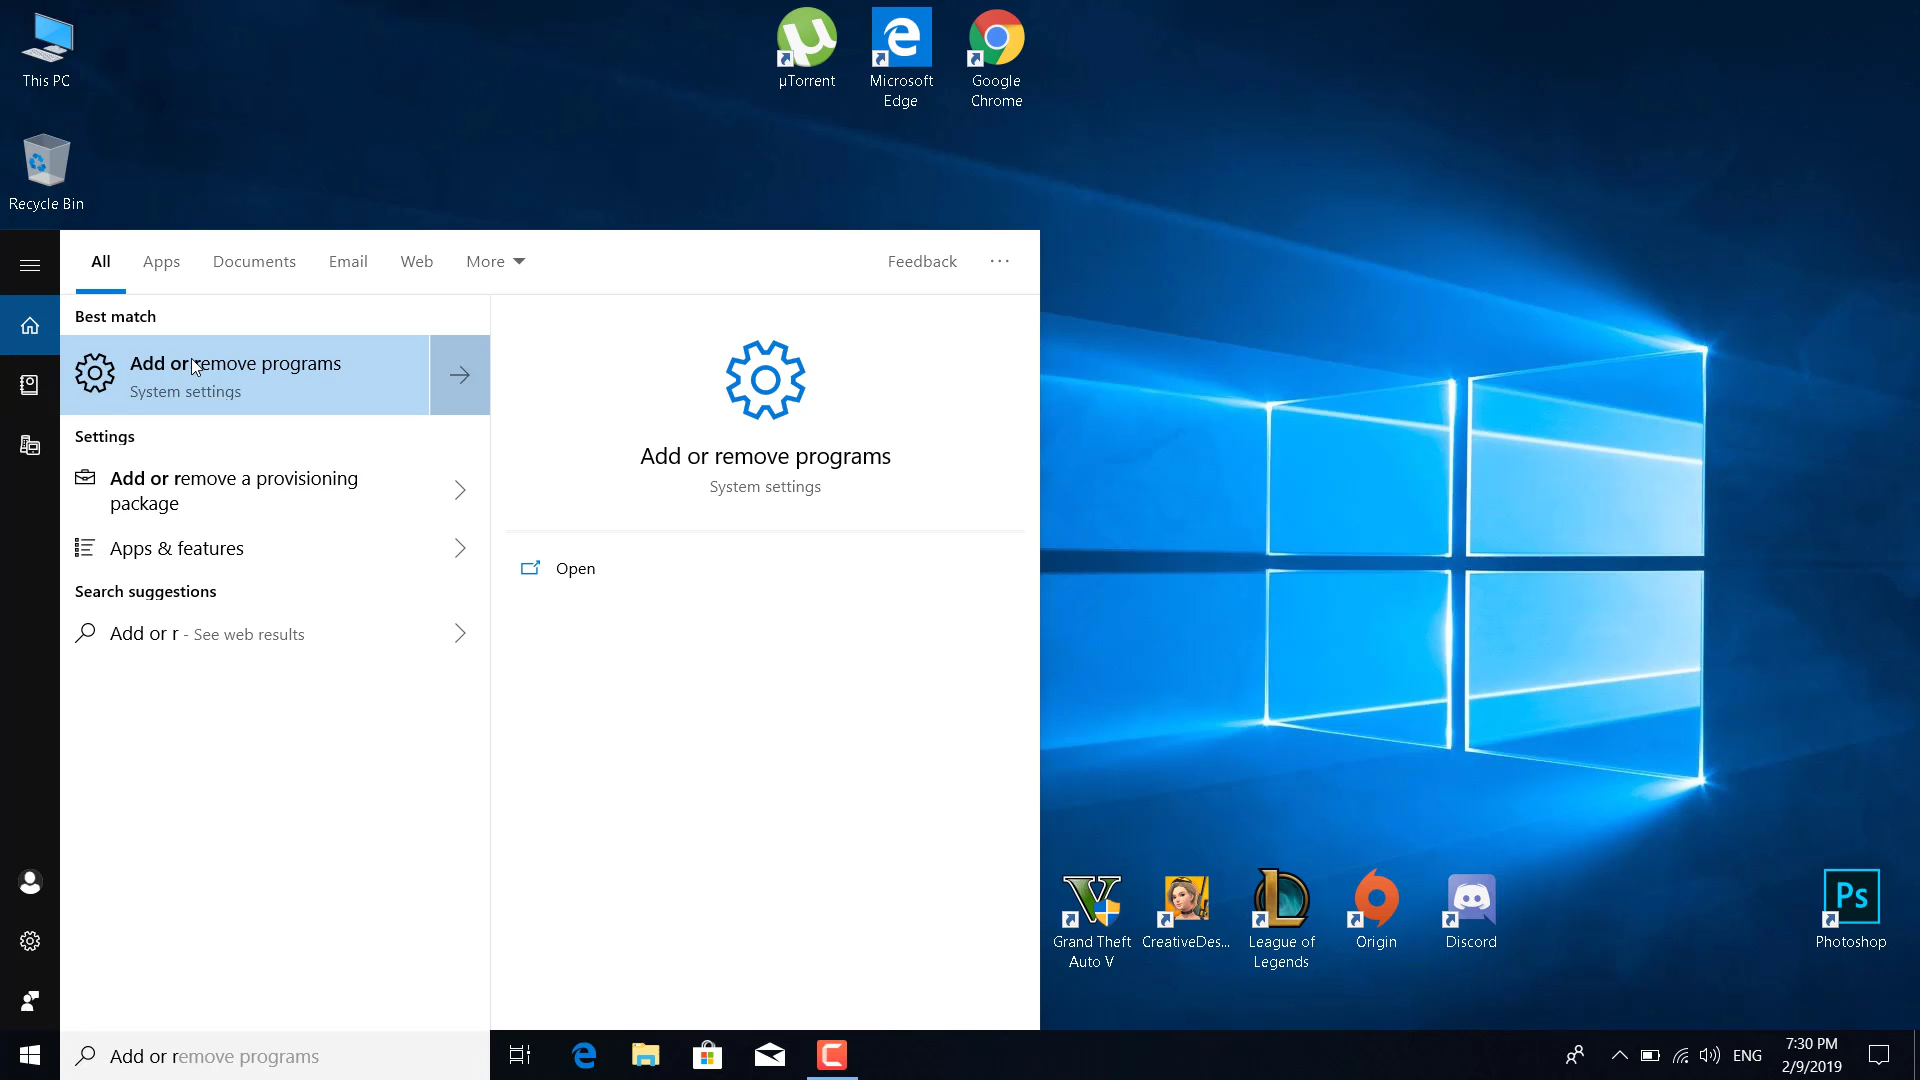 This PC
µTorrent
Microsoft
Edge
Google
Chrome
Recycle Bin
All
Apps
Documents
Email
Web
More
Feedback
Best match
Add or remove programs
System settings
Settings
Add or remove a provisioning
package
Apps & features
Search suggestions
Add or r - See web results
Add or remove programs
System settings
Open
Grand Theft
Auto V
CreativeDes...
League of
Legends
Origin
Discord
Ps
Photoshop
Add or remove programs
ENG
7:30 PM
2/9/2019